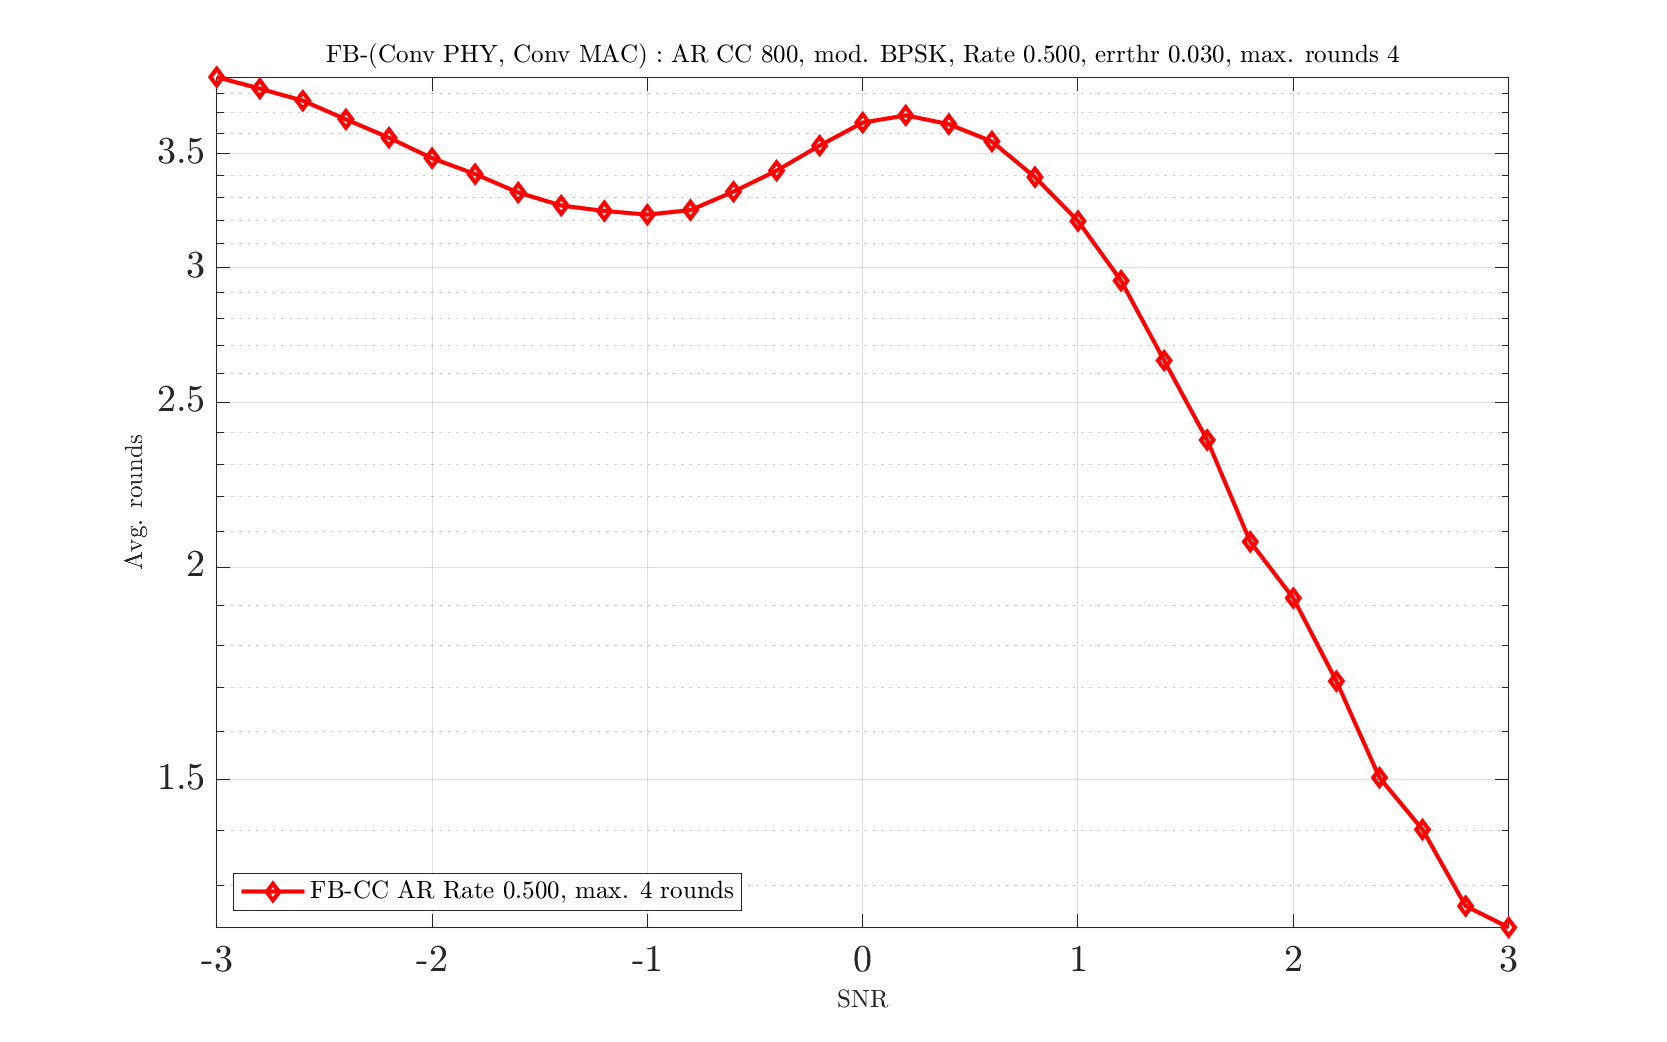 FB-(Conv PHY, Conv MAC) : AR CC 800, mod. BPSK, Rate 0.500, errthr 0.030, max. rounds 4
3.5
3
2.5
2
1.5
Avg. rounds
FB-CC AR Rate 0.500, max. 4 rounds
-3 -2 -1 0 1 2 3
SNR